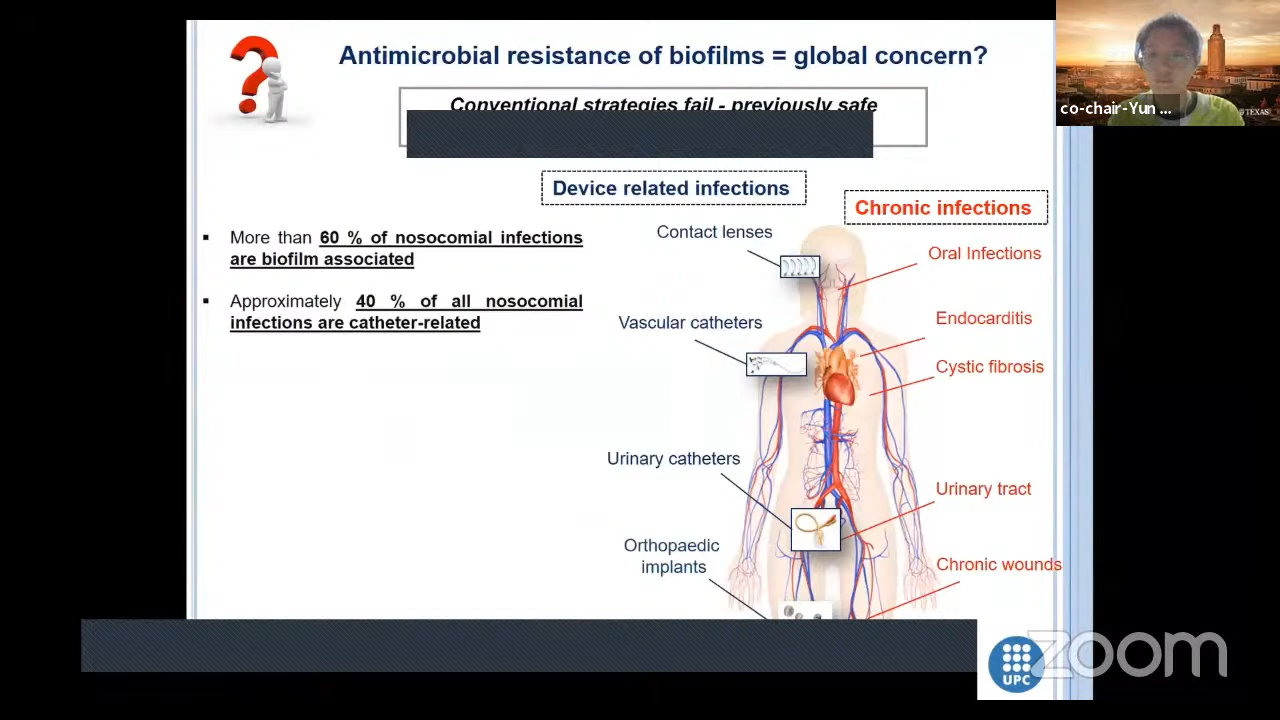 Antimicrobial resistance of biofilms = global concern?
Conventional strategies fail - previously safe
co-chair-Yun ...
TEXAS
Device related infections
Chronic infections
▪ More than 60 % of nosocomial infections
are biofilm associated
▪ Approximately 40 % of all nosocomial
infections are catheter-related
Contact lenses
Vascular catheters
Urinary catheters
Orthopaedic
implants
Oral Infections
Endocarditis
Cystic fibrosis
Urinary tract
Chronic wounds
UPC
zoom